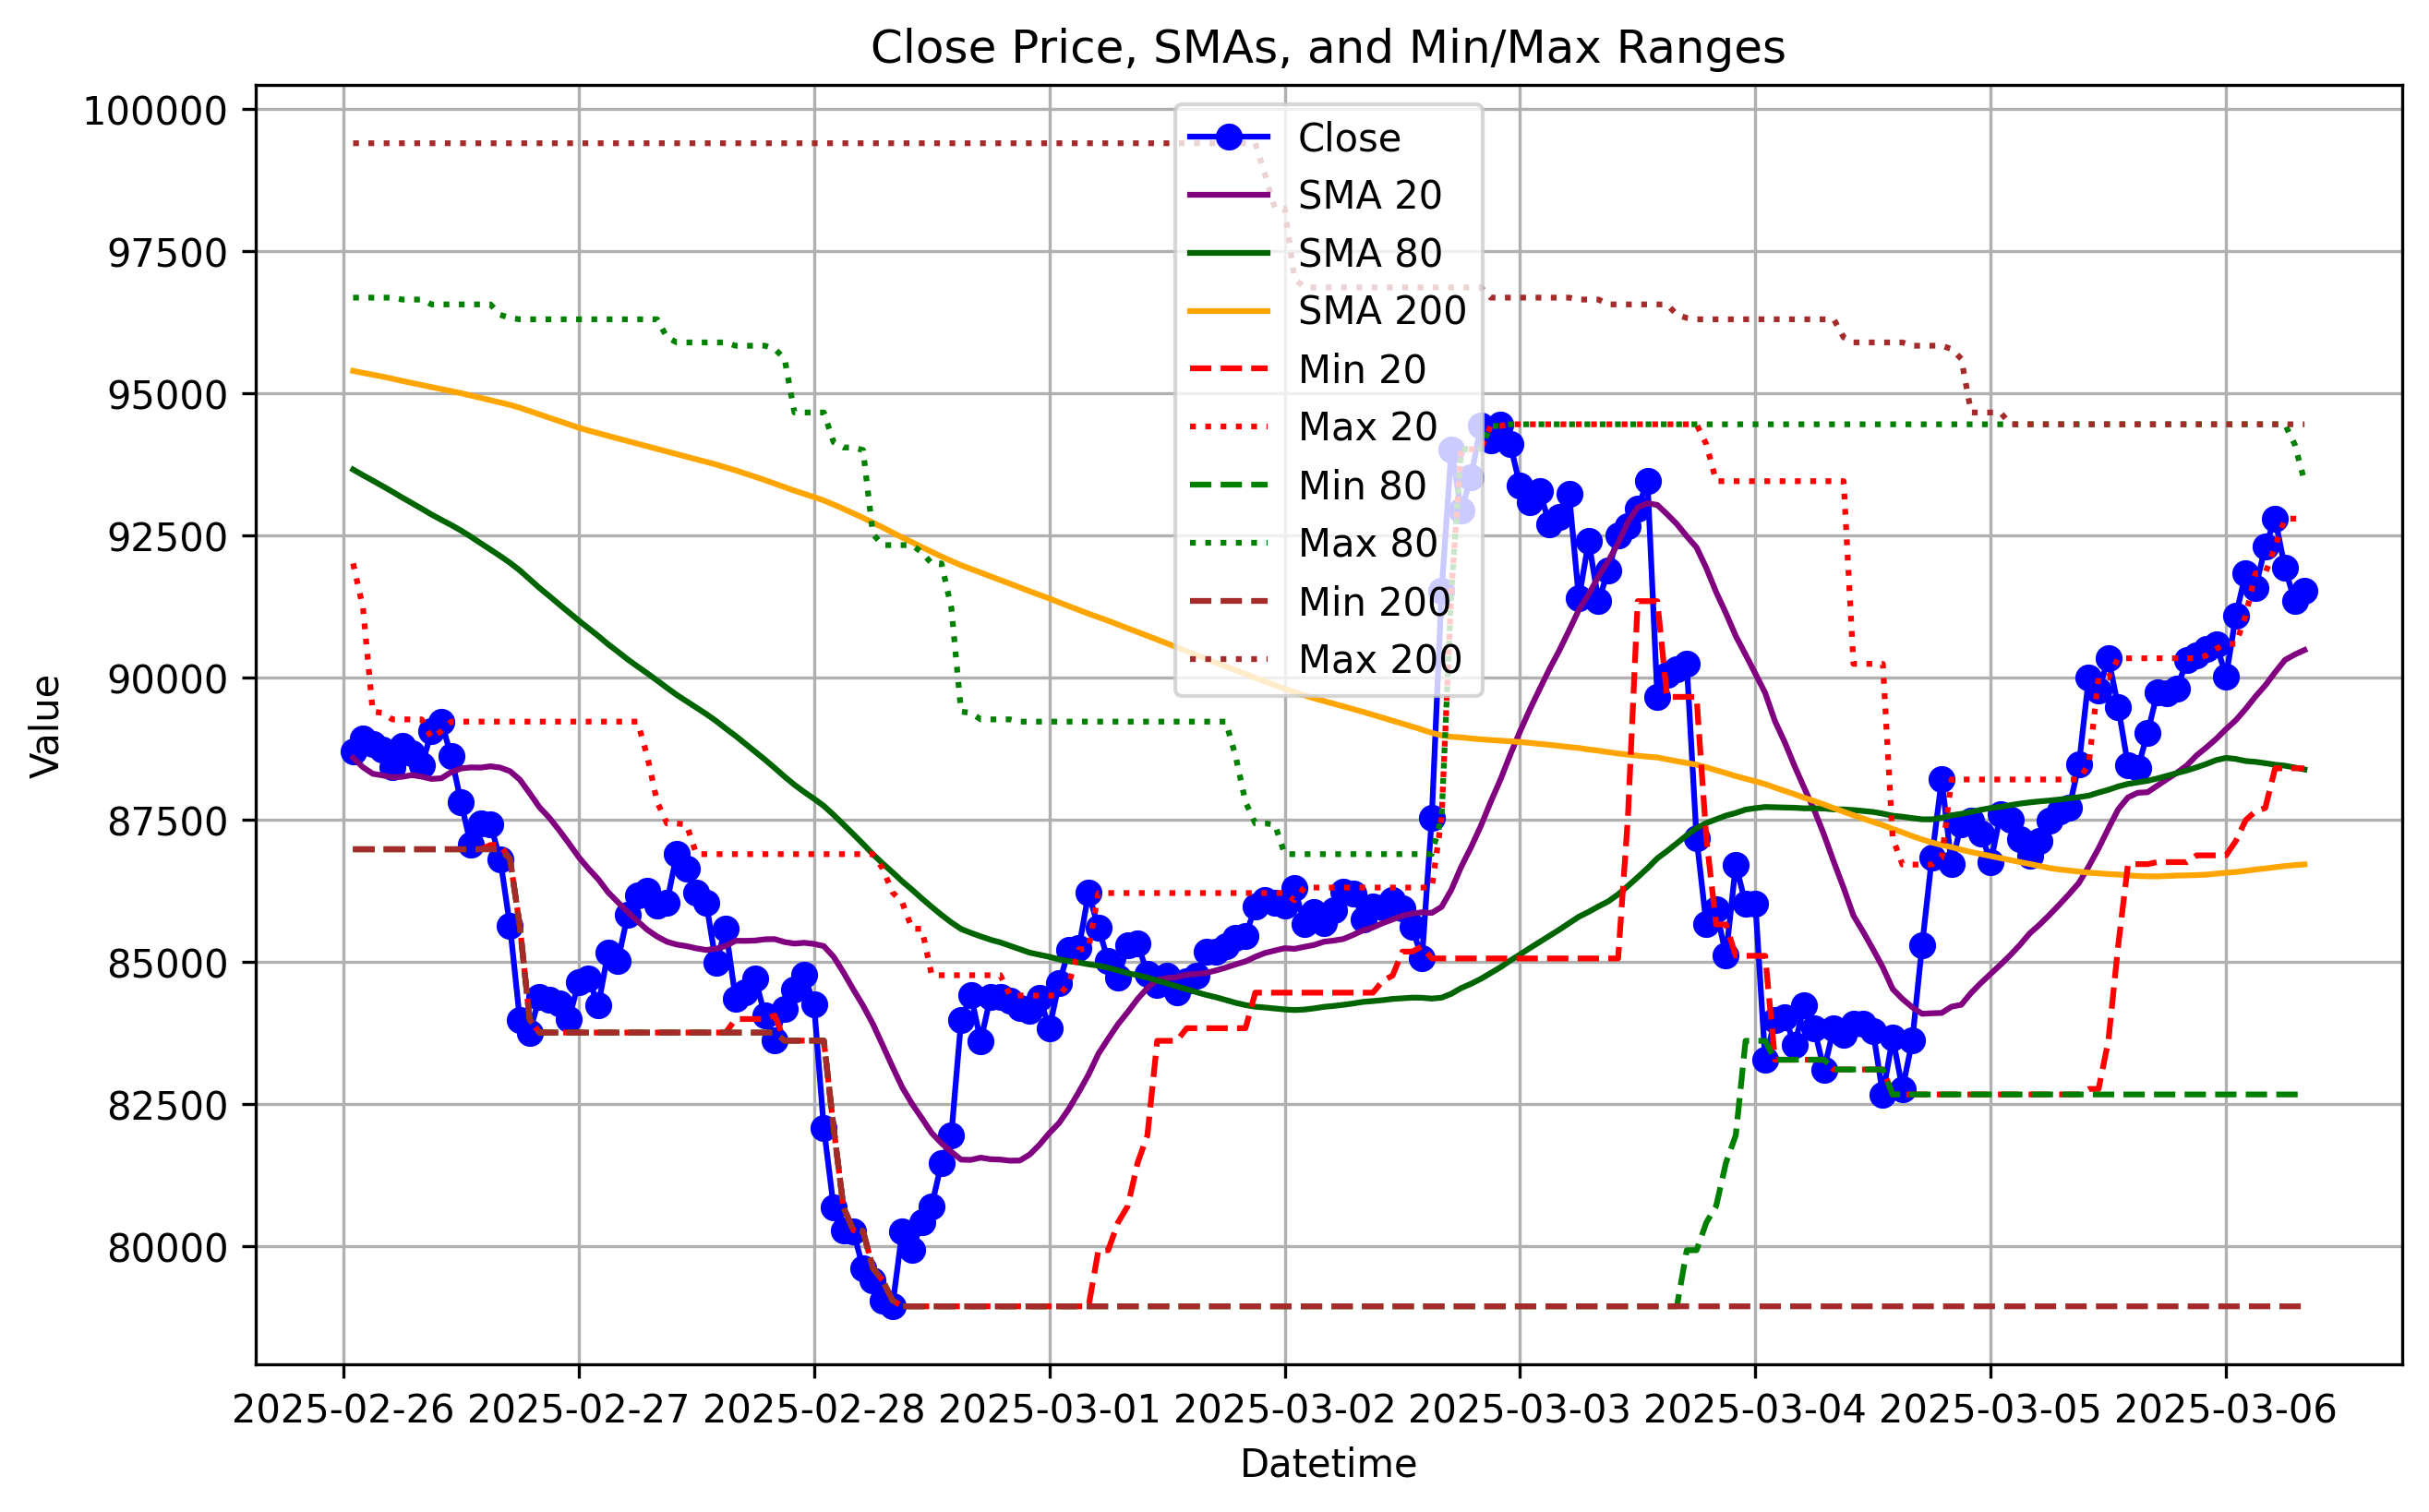 Close Price, SMAs, and Min/Max Ranges
100000
97500
95000
92500
90000
87500
85000
82500
80000
Value
Close
SMA 20
SMA 80
SMA 200
Min 20
Max 20
Min 80
Max 80
Min 200
Max 200
2025-02-26 2025-02-27 2025-02-28 2025-03-01 2025-03-02 2025-03-03 2025-03-04 2025-03-05 2025-03-06
Datetime